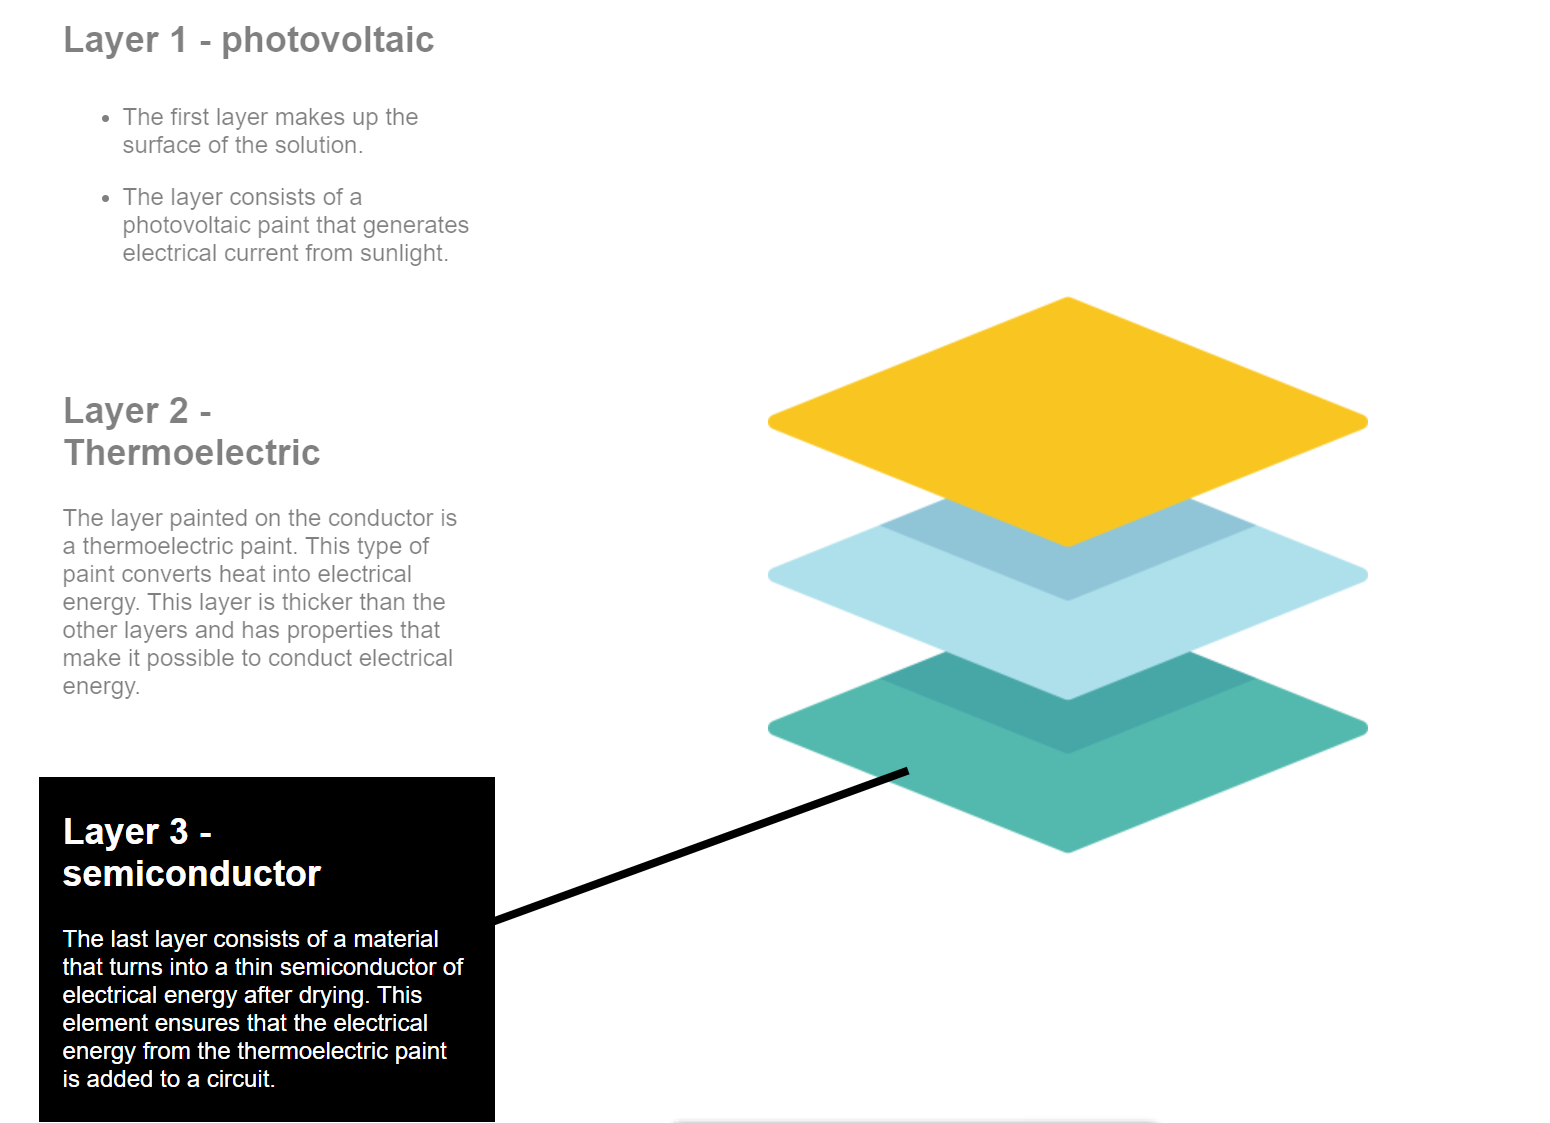 Layer 1 - photovoltaic
• The first layer makes up the
surface of the solution.
• The layer consists of a
photovoltaic paint that generates
electrical current from sunlight.
Layer 2 -
Thermoelectric
The layer painted on the conductor is
a thermoelectric paint. This type of
paint converts heat into electrical
energy. This layer is thicker than the
other layers and has properties that
make it possible to conduct electrical
energy.
Layer 3 -
semiconductor
The last layer consists of a material
that turns into a thin semiconductor of
electrical energy after drying. This
element ensures that the electrical
energy from the thermoelectric paint
is added to a circuit.